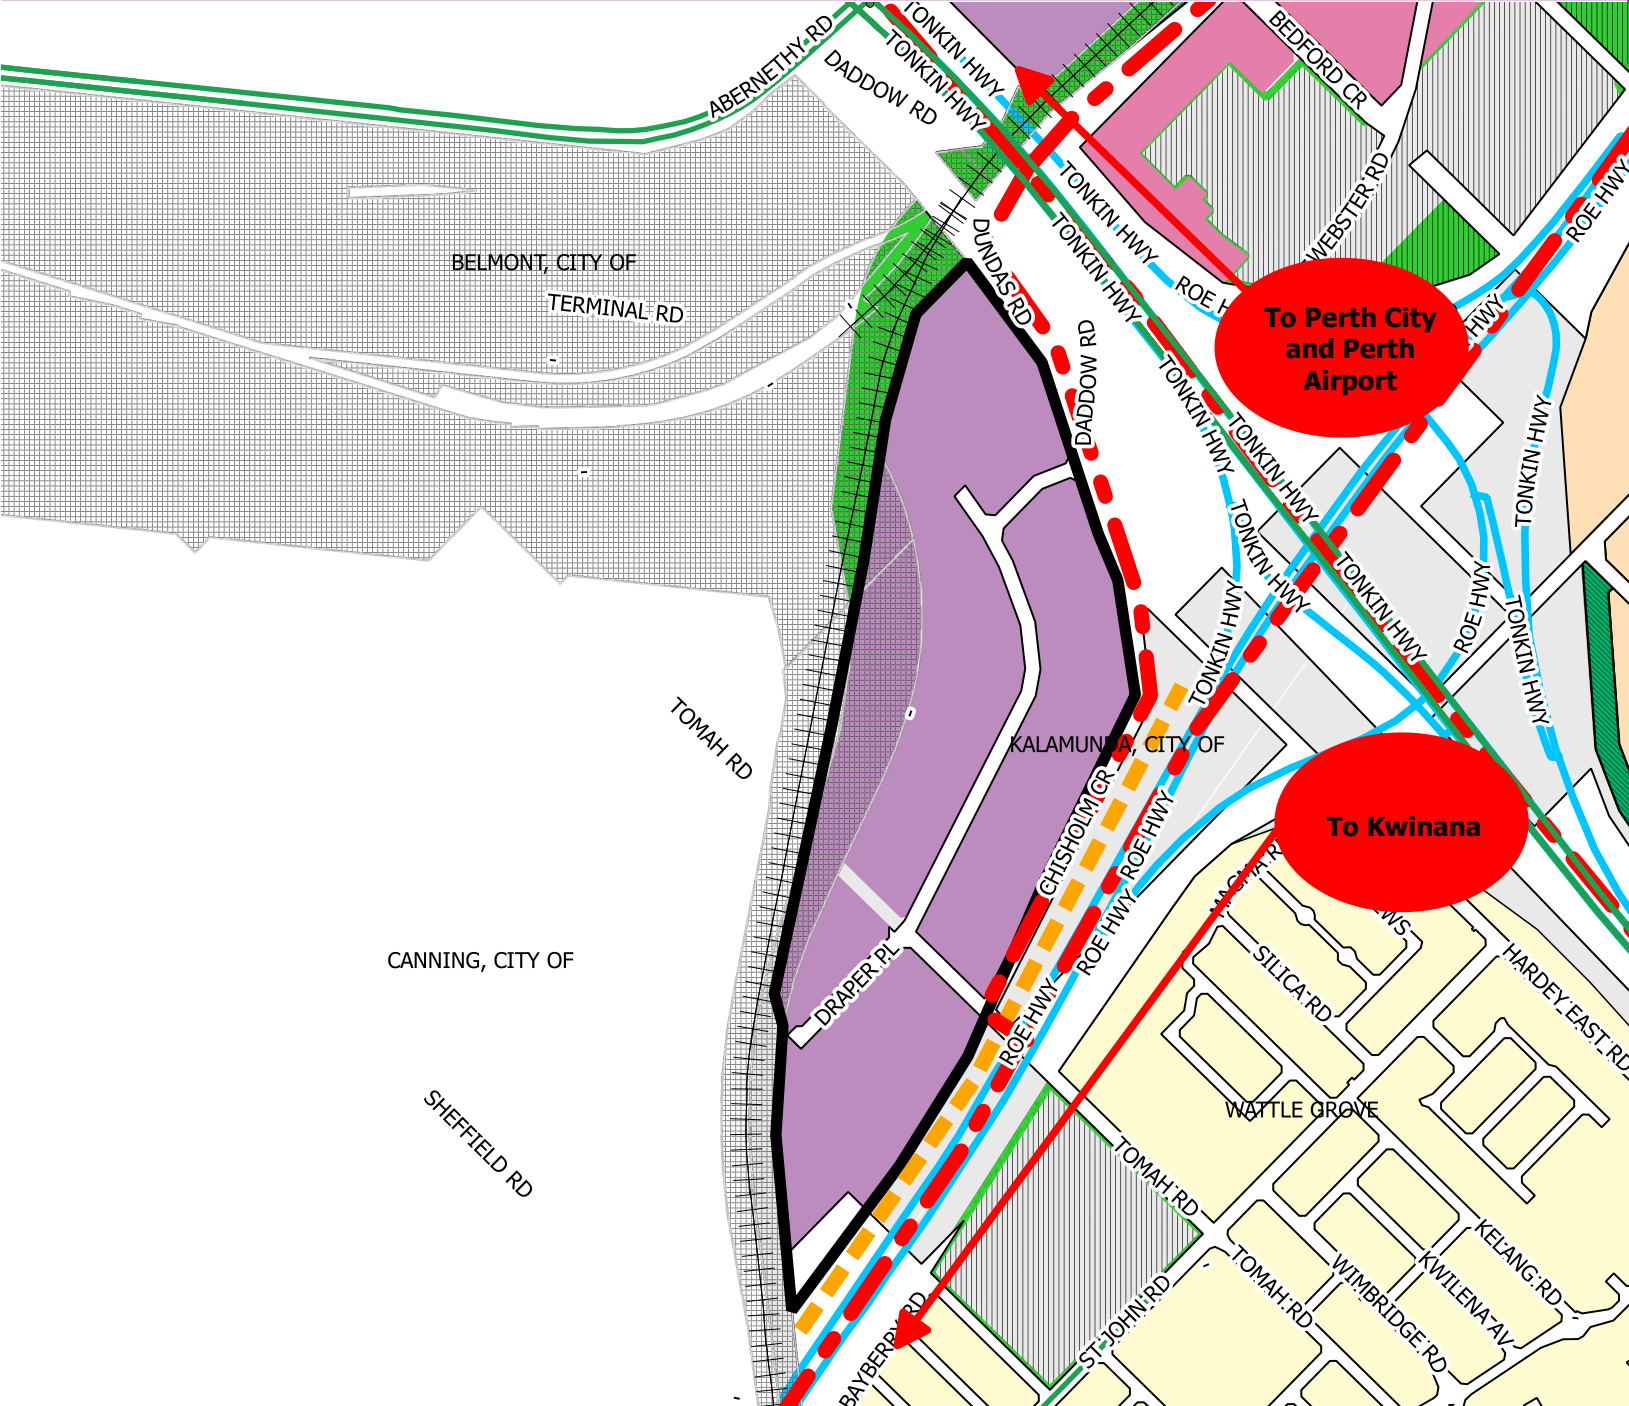 ABERNETHY RD
TONKIN HWY
TONKIN HWY
DADDOW RD
BEDFORD CR
WEBSTER RD
ROE HWY
TONKIN HWY
BELMONT, CITY OF
TERMINAL RD
DUNDAS RD
TONKIN HWY
ROE H
To Perth City
and Perth
Airport
HWY
DADDOW RD
TONKIN HWY
TONKIN HWY
TONKIN HWY
TONKIN HWY
TONKIN HWY
ROE HWY
TONKIN HWY
TONKIN HWY
TONKIN HWY
TOMAH RD
KALAMUNDA, CITY OF
CHISHOLM CR
ROE HWY
To Kwinana
MAGMA R
WS
ROE HWY
CANNING, CITY OF
DRAPER PL
SILICA RD
HARDEY EAST RD
ROE HWY
SHEFFIELD RD
WATTLE GROVE
TOMAH RD
TOMAH RD
KELANG RD
KWILENA AV
WIMBRIDGE RD
ST JOHN RD
BAYBERRY RD